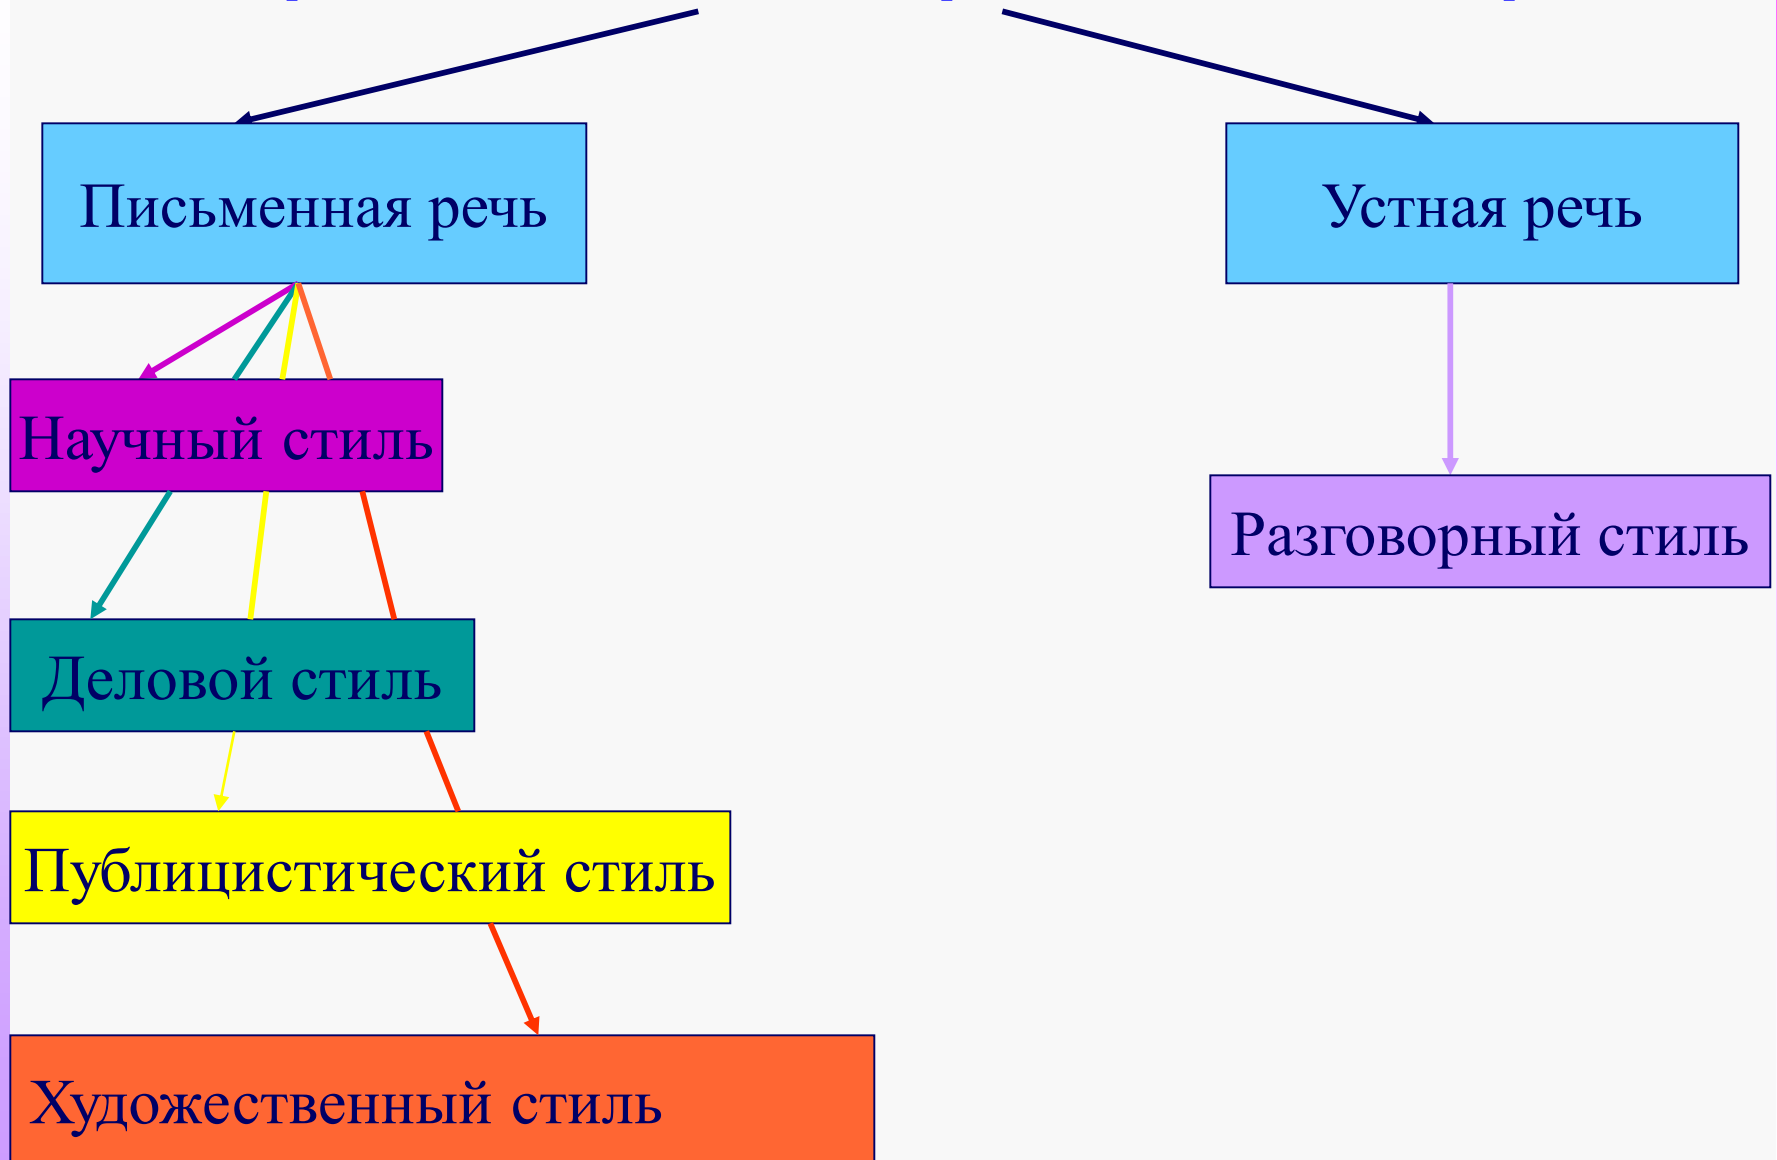 Письменная речь
Устная речь
Научный стиль
Разговорный стиль
Деловой стиль
Публицистический стиль
Художественный стиль